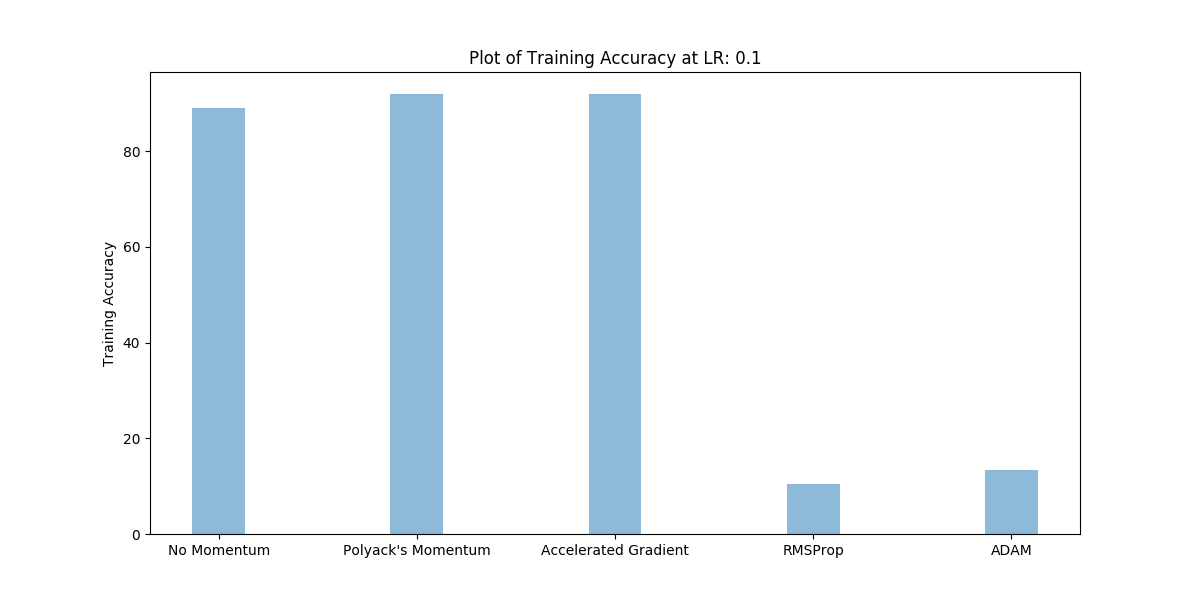 Plot of Training Accuracy at LR: 0.1
Training Accuracy
80
60
40
20
0
No Momentum
Polyack's Momentum
Accelerated Gradient
RMSProp
ADAM